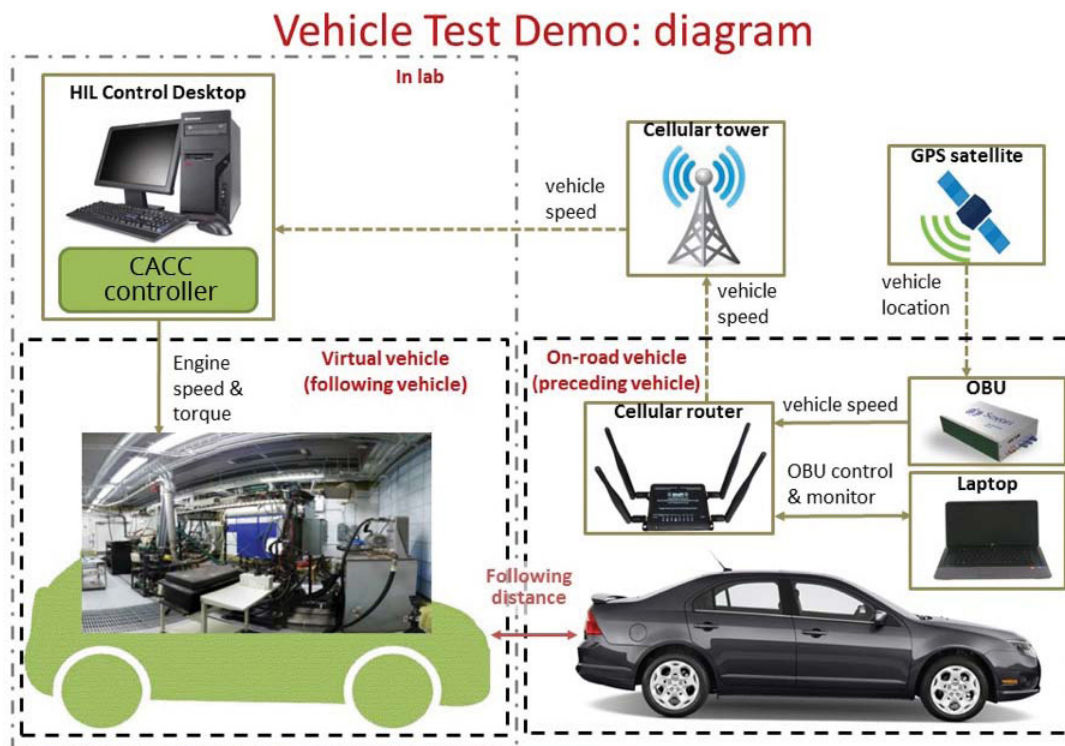 Vehicle Test Demo: diagram
In lab
HIL Control Desktop
CACC
controller
Cellular tower
GPS satellite
vehicle
speed
vehicle
speed
vehicle
location
Engine
speed &
torque
Virtual vehicle
(following vehicle)
On-road vehicle
(preceding vehicle)
Cellular router
vehicle speed
OBU
OBU control
& monitor
Laptop
Following
distance